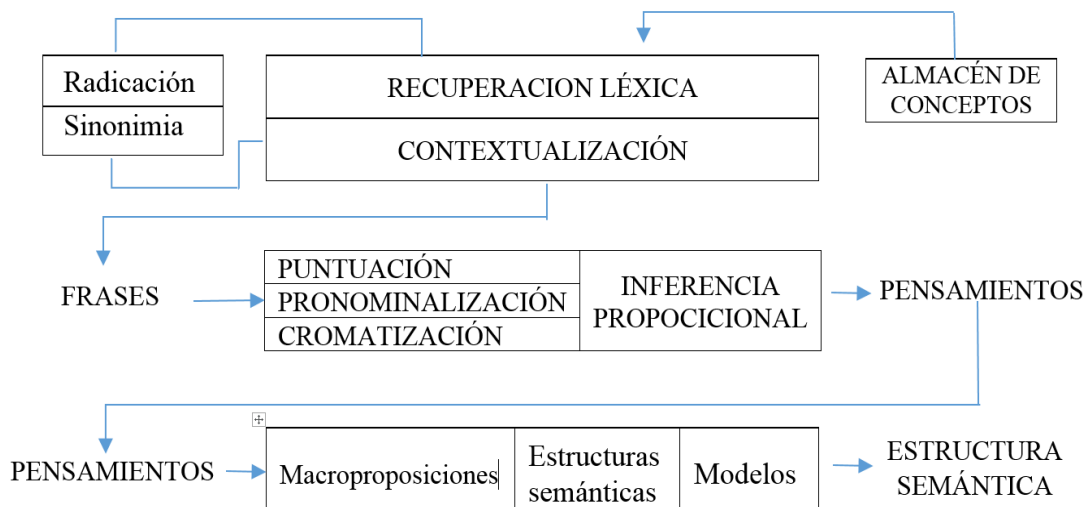 Radicación
Sinonimia
RECUPERACION LÉXICA
CONTEXTUALIZACIÓN
ALMACÉN DE
CONCEPTOS
FRASES
PUNTUACIÓN
PRONOMINALIZACIÓN
CROMATIZACIÓN
INFERENCIA
PROPOCICIONAL
PENSAMIENTOS
PENSAMIENTOS
Macroproposiciones
Estructuras
semánticas
Modelos
ESTRUCTURA
SEMÁNTICA